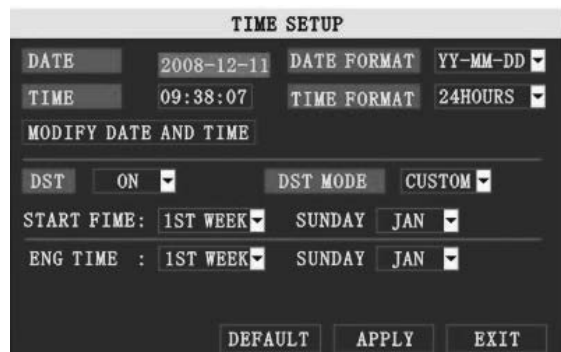 TIME SETUP
DATE 2008-12-11 DATE FORMAT YY-MM-DD
TIME 09:38:07 TIME FORMAT 24HOURS
MODIFY DATE AND TIME
DST ON DST MODE CUSTOM
START FIME: 1ST WEEK SUNDAY JAN
ENG TIME : 1ST WEEK SUNDAY JAN
DEFAULT APPLY EXIT